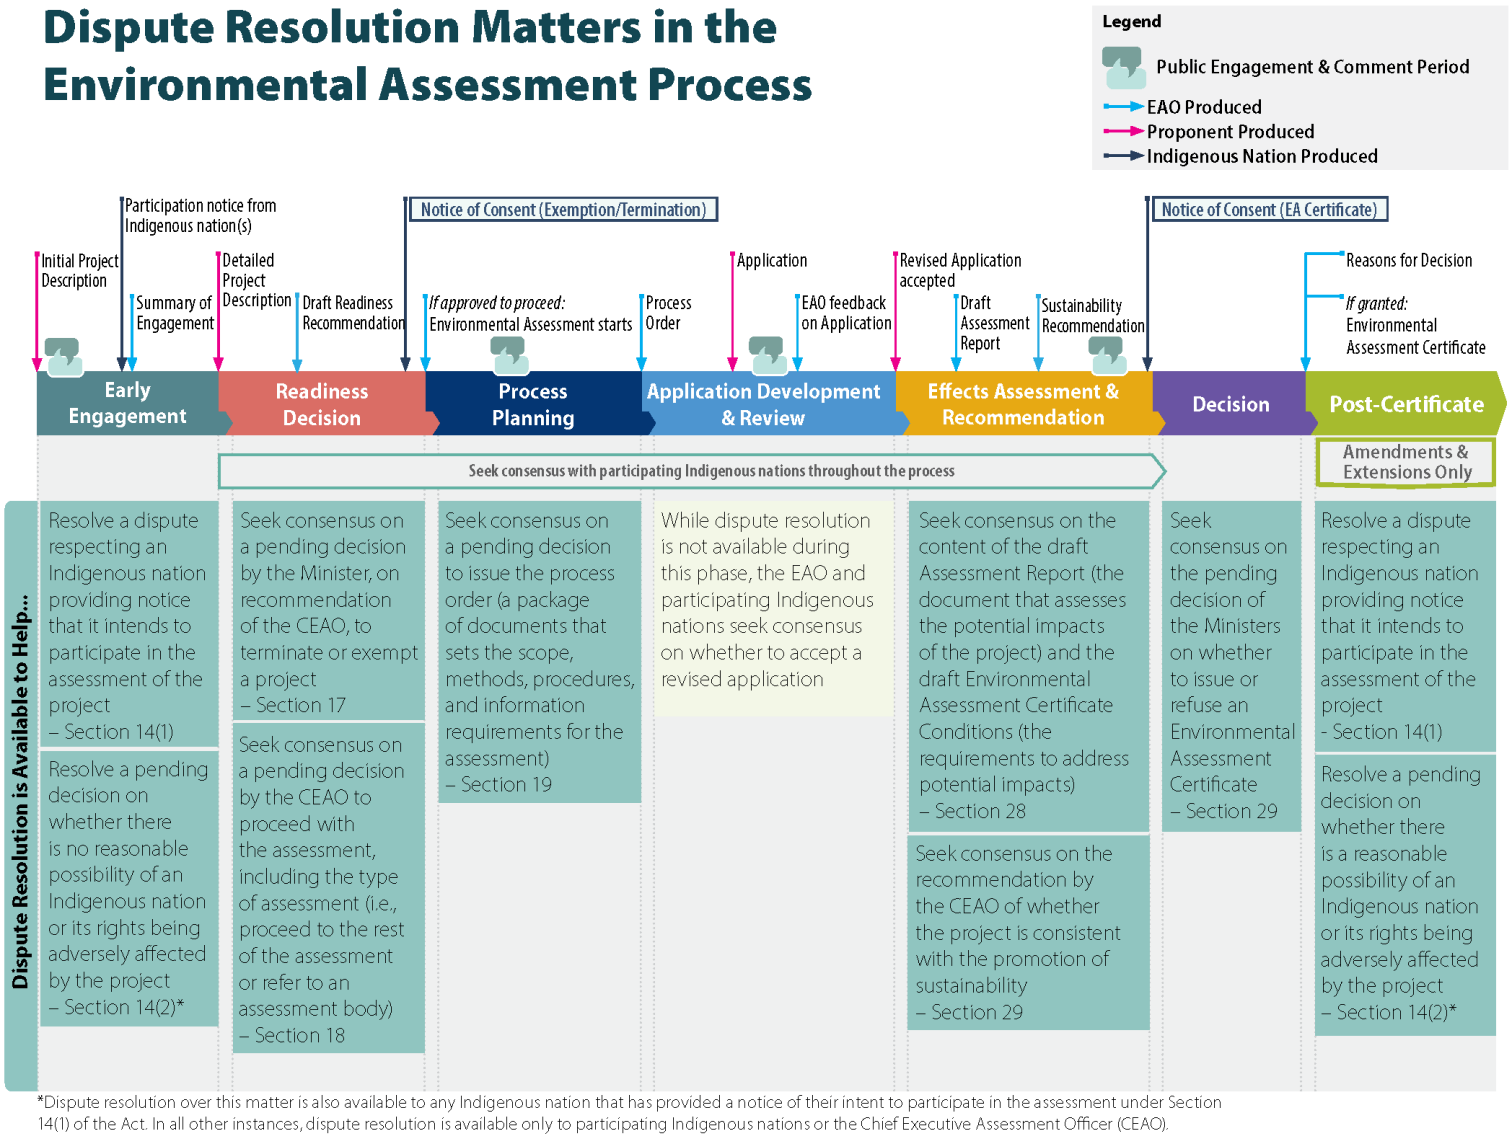 Dispute Resolution Matters in the
Environmental Assessment Process
Legend
Public Engagement & Comment Period
EAO Produced
Proponent Produced
Indigenous Nation Produced
Participation notice from
Indigenous nation(s)
Notice of Consent (Exemption/Termination)
Notice of Consent (EA Certificate)
Initial Project
Description
Summary of
Engagement
Detailed
Project
Description
Draft Readiness
Recommendation
If approved to proceed:
Environmental Assessment starts
Process
Order
Application
EAO feedback
on Application
Revised Application
accepted
Draft
Assessment
Report
Sustainability
Recommendation
Reasons for Decision
If granted:
Environmental
Assessment Certificate
Early
Engagement
Readiness
Decision
Process
Planning
Application Development
& Review
Effects Assessment &
Recommendation
Decision
Post-Certificate
Seek consensus with participating Indigenous nations throughout the process
Amendments &
Extensions Only
Dispute Resolution is Available to Help...
Resolve a dispute
respecting an
Indigenous nation
providing notice
that it intends to
participate in the
assessment of the
project
– Section 14(1)
Resolve a pending
decision on
whether there
is no reasonable
possibility of an
Indigenous nation
or its rights being
adversely affected
by the project
– Section 14(2)*
Seek consensus on
a pending decision
by the Minister, on
recommendation
of the CEAO, to
terminate or exempt
a project
– Section 17
Seek consensus on
a pending decision
by the CEAO to
proceed with
the assessment,
including the type
of assessment (i.e.,
proceed to the rest
of the assessment
or refer to an
assessment body)
– Section 18
Seek consensus on
a pending decision
to issue the process
order (a package
of documents that
sets the scope,
methods, procedures,
and information
requirements for the
assessment)
– Section 19
While dispute resolution
is not available during
this phase, the EAO and
participating Indigenous
nations seek consensus
on whether to accept a
revised application
Seek consensus on the
content of the draft
Assessment Report (the
document that assesses
the potential impacts
of the project) and the
draft Environmental
Assessment Certificate
Conditions (the
requirements to address
potential impacts)
– Section 28
Seek consensus on the
recommendation by
the CEAO of whether
the project is consistent
with the promotion of
sustainability
– Section 29
Seek
consensus on
the pending
decision of
the Ministers
on whether
to issue or
refuse an
Environmental
Assessment
Certificate
– Section 29
Resolve a dispute
respecting an
Indigenous nation
providing notice
that it intends to
participate in the
assessment of the
project
- Section 14(1)
Resolve a pending
decision on
whether there
is a reasonable
possibility of an
Indigenous nation
or its rights being
adversely affected
by the project
– Section 14(2)*
*Dispute resolution over this matter is also available to any Indigenous nation that has provided a notice of their intent to participate in the assessment under Section
14(1) of the Act. In all other instances, dispute resolution is available only to participating Indigenous nations or the Chief Executive Assessment Officer (CEAO).